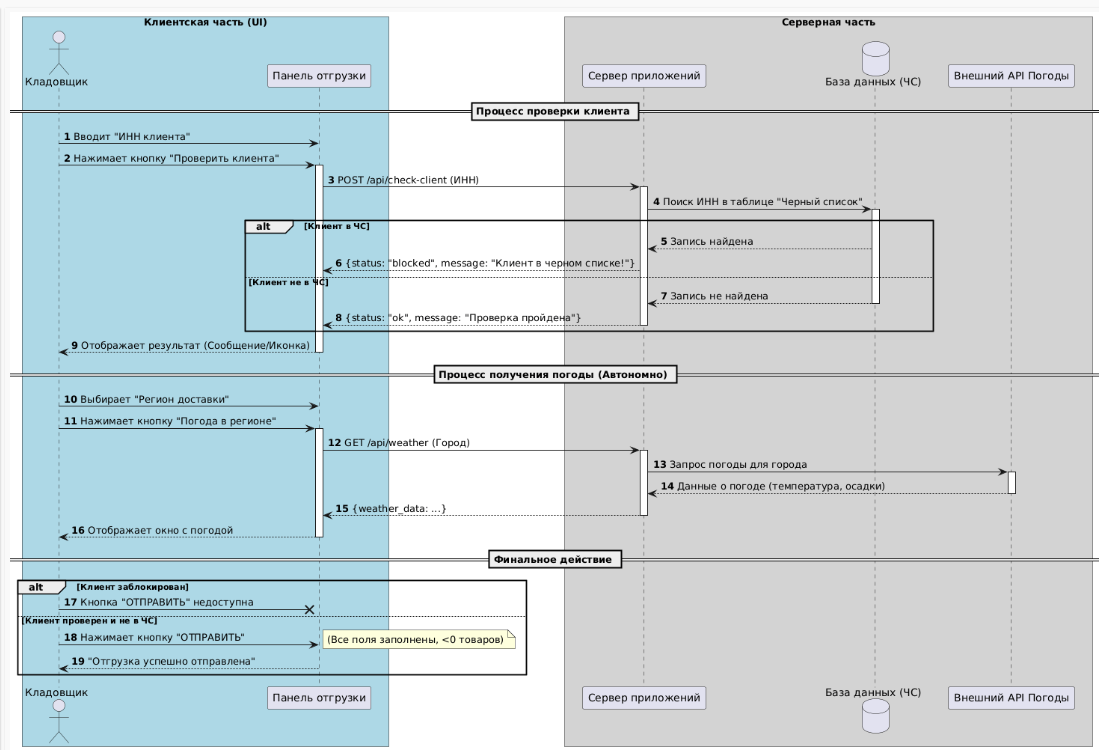 Клиентская часть (UI)
Серверная часть
Кладовщик
Панель отгрузки
Сервер приложений
База данных (ЧС)
Внешний API Погоды
Процесс проверки клиента
1 Вводит "ИНН клиента"
2 Нажимает кнопку "Проверить клиента"
3 POST /api/check-client (ИНН)
4 Поиск ИНН в таблице "Черный список"
alt [Клиент в ЧС]
5 Запись найдена
6 {status: "blocked", message: "Клиент в черном списке!"}
[Клиент не в ЧС]
7 Запись не найдена
8 {status: "ok", message: "Проверка пройдена"}
9 Отображает результат (Сообщение/Иконка)
Процесс получения погоды (Автономно)
10 Выбирает "Регион доставки"
11 Нажимает кнопку "Погода в регионе"
12 GET /api/weather (Город)
13 Запрос погоды для города
14 Данные о погоде (температура, осадки)
15 {weather_data: ...}
16 Отображает окно с погодой
Финальное действие
alt [Клиент заблокирован]
17 Кнопка "ОТПРАВИТЬ" недоступна
[Клиент проверен и не в ЧС]
18 Нажимает кнопку "ОТПРАВИТЬ"
(Все поля заполнены, <0 товаров)
19 "Отгрузка успешно отправлена"
Кладовщик
Панель отгрузки
Сервер приложений
База данных (ЧС)
Внешний API Погоды